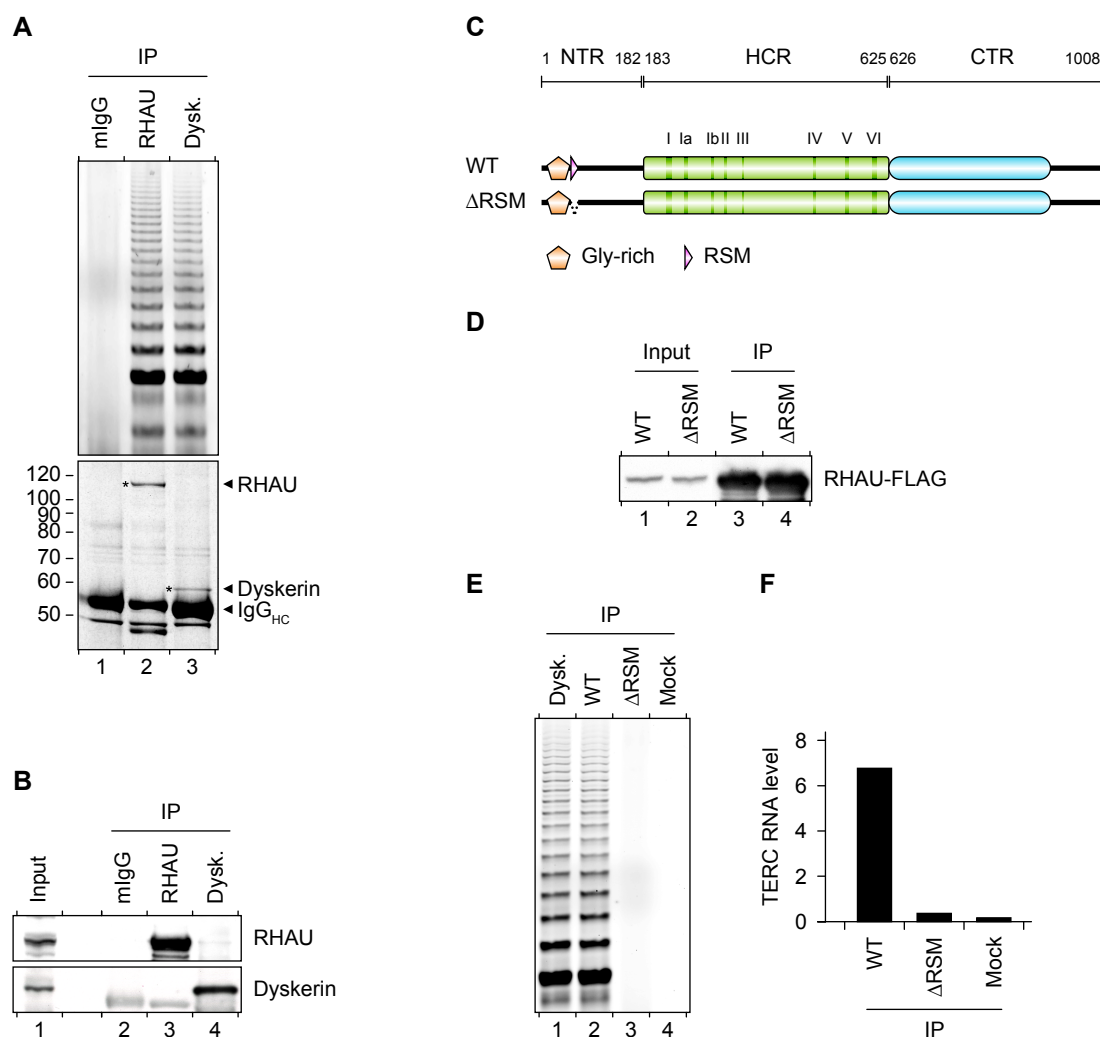 A
IP
mIgG
RHAU
Dysk.
120
100
90
80
70
60
50
RHAU
Dyskerin
IgGHC
*
*
1 2 3
B
IP
Input
mIgG
RHAU
Dysk.
RHAU
Dyskerin
1 2 3 4
C
1 NTR 182 183 HCR 625 626 CTR 1008
I Ia Ib II III IV V VI
WT
ΔRSM
Gly-rich RSM
D
Input IP
WT
ΔRSM
WT
ΔRSM
RHAU-FLAG
1 2 3 4
E
IP
Dysk.
WT
ΔRSM
Mock
1 2 3 4
F
TERC RNA level
8
6
4
2
0
WT
ΔRSM
Mock
IP